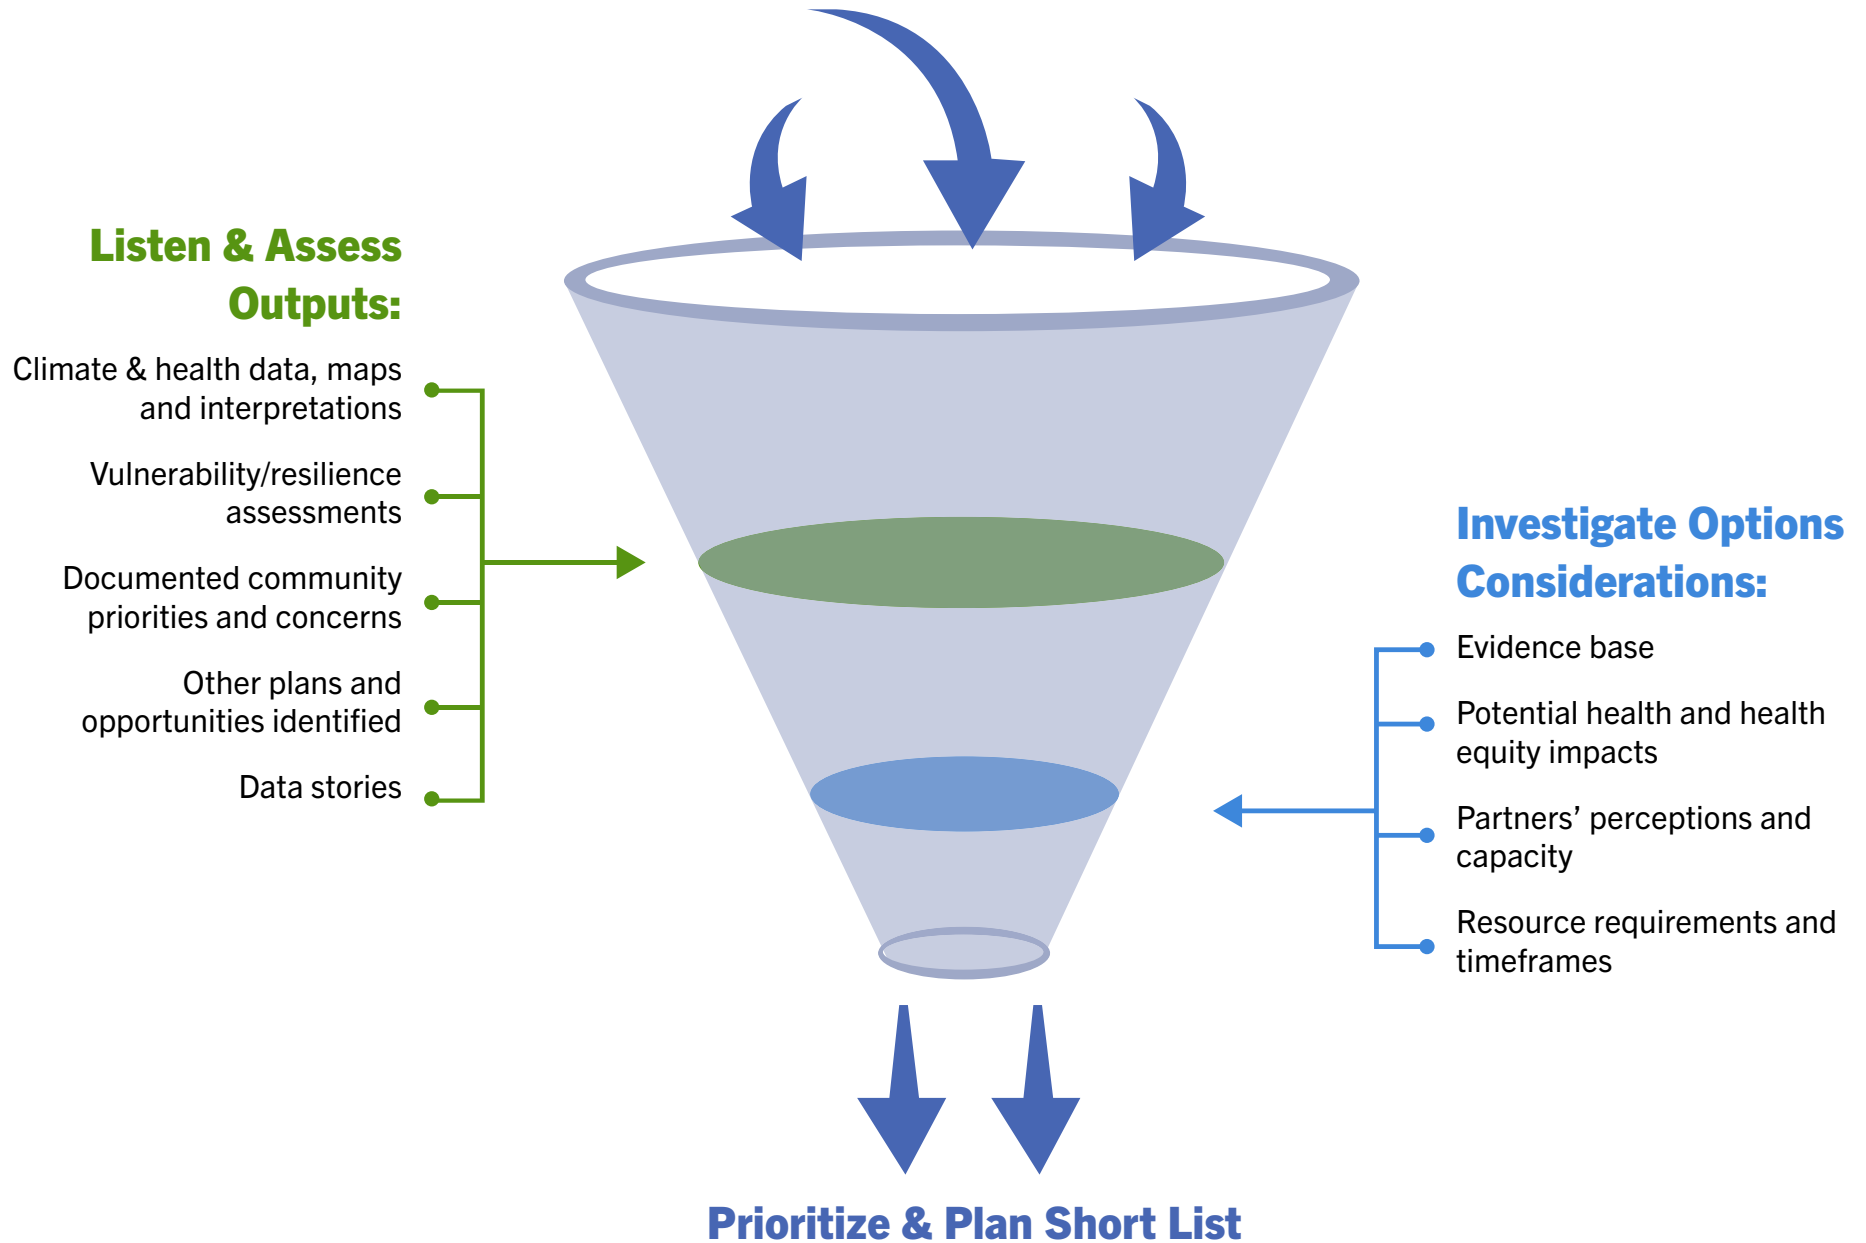 Listen & Assess
Outputs:
Climate & health data, maps
and interpretations
Vulnerability/resilience
assessments
Documented community
priorities and concerns
Other plans and
opportunities identified
Data stories
Investigate Options
Considerations:
Evidence base
Potential health and health
equity impacts
Partners’ perceptions and
capacity
Resource requirements and
timeframes
Prioritize & Plan Short List